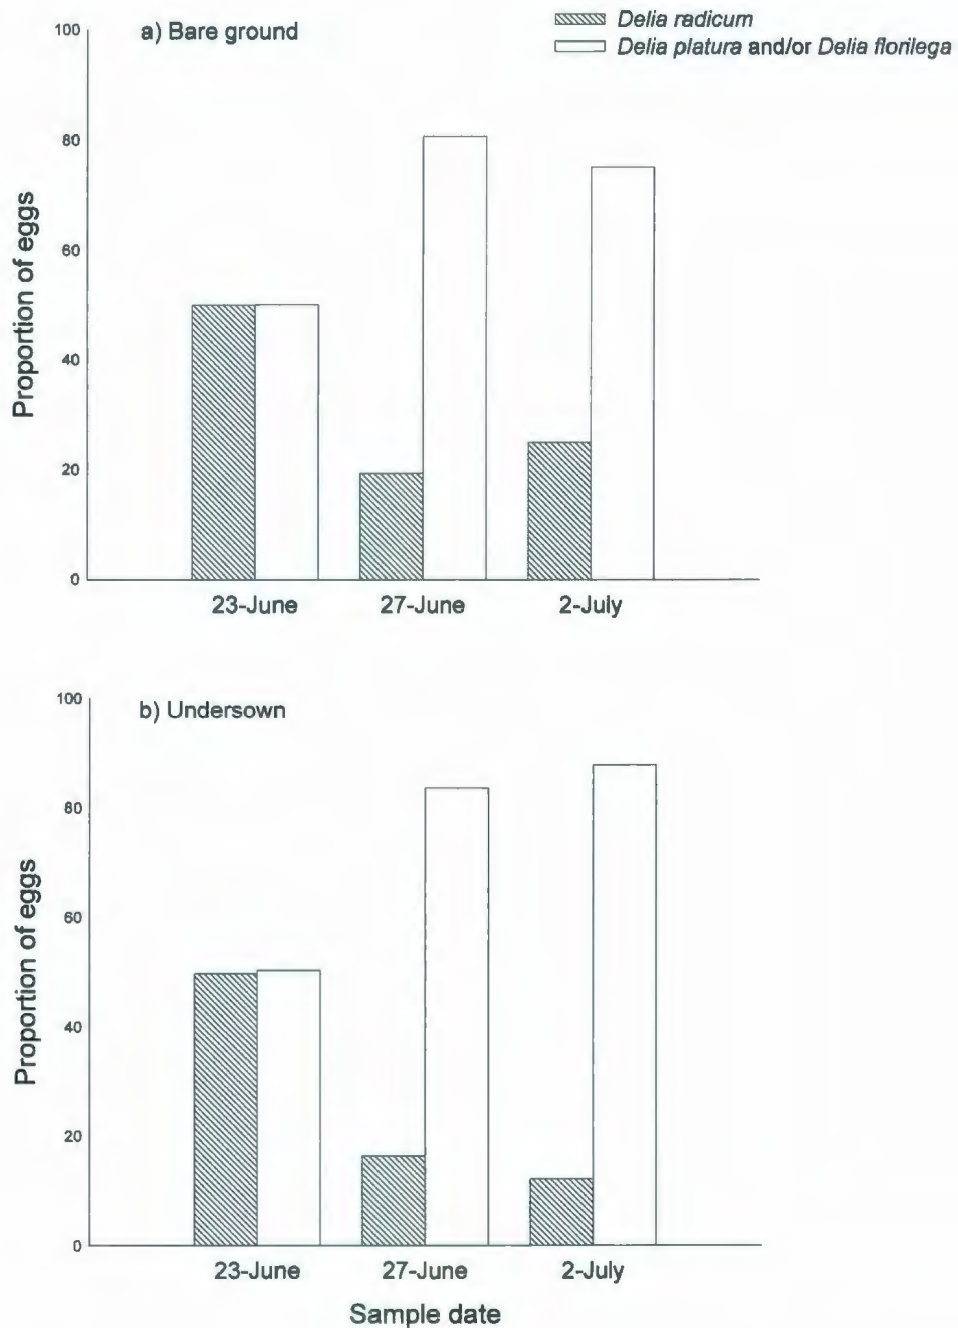 Delia radicum
Delia platura and/or Delia florilega
a) Bare ground
100
80
60
40
20
0
Proportion of eggs
23-June 27-June 2-July
b) Undersown
100
80
60
40
20
0
Proportion of eggs
23-June 27-June 2-July
Sample date